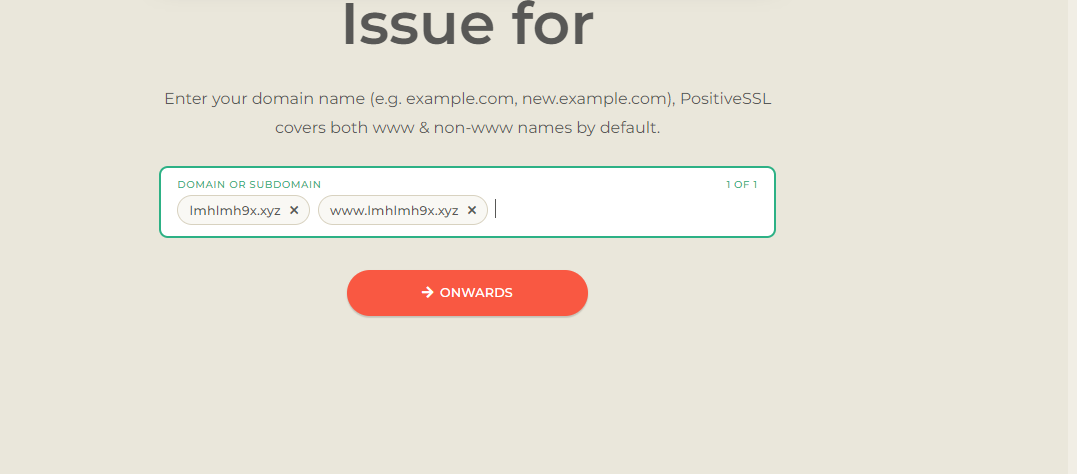 Issue for
Enter your domain name (e.g. example.com, new.example.com), PositiveSSL
covers both www & non-www names by default.
DOMAIN OR SUBDOMAIN 1 OF 1
lmhlmh9x.xyz × www.lmhlmh9x.xyz ×
→ ONWARDS